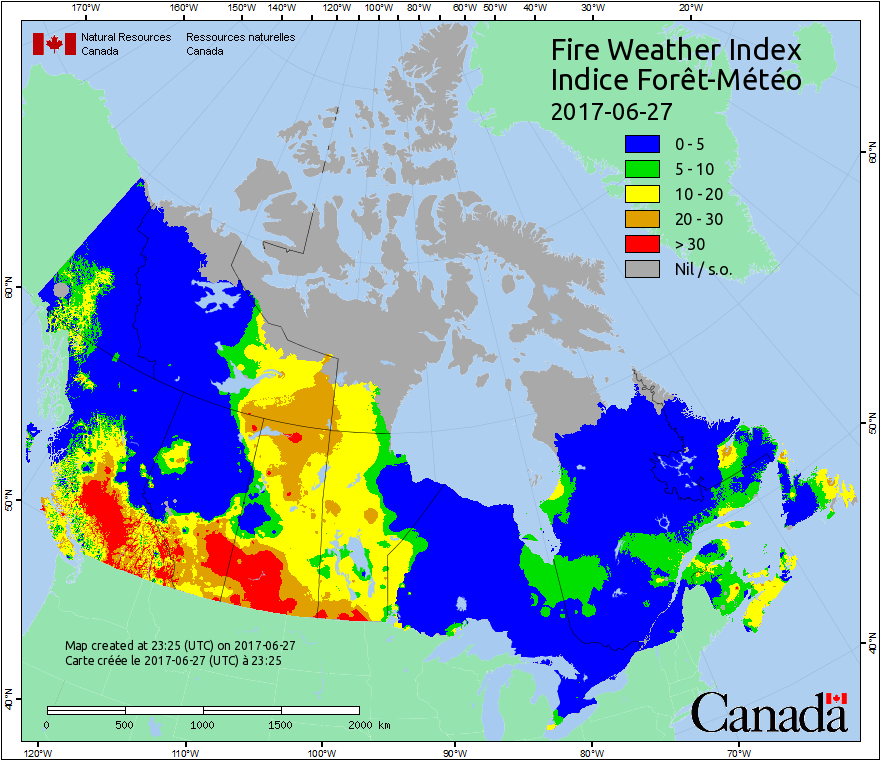 170°W 160°W 150°W 140°W 120°W 100°W 80°W 60°W 50°W 40°W 30°W 20°W
Natural Resources Ressources naturelles
Canada Canada
Fire Weather Index
Indice Forêt-Météo
2017-06-27
0 - 5
5 - 10
10 - 20
20 - 30
> 30
Nil / s.o.
60°N
60°N
50°N
50°N
40°N
40°N
Map created at 23:25 (UTC) on 2017-06-27
Carte créée le 2017-06-27 (UTC) à 23:25
0 500 1000 1500 2000 km
Canada
120°W 110°W 100°W 90°W 80°W 70°W